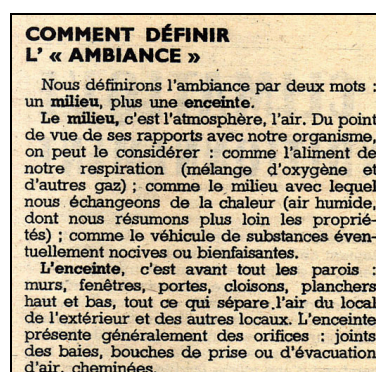 COMMENT DÉFINIR
L' « AMBIANCE »
Nous définirons l'ambiance par deux mots :
un milieu, plus une enceinte.
Le milieu, c'est l'atmosphère, l'air. Du point
de vue de ses rapports avec notre organisme,
on peut le considérer : comme l'aliment de
notre respiration (mélange d'oxygène et
d'autres gaz) ; comme le milieu avec lequel
nous échangeons de la chaleur (air humide,
dont nous résumons plus loin les proprié-
tés) ; comme le véhicule de substances éven-
tuellement nocives ou bienfaisantes.
L'enceinte, c'est avant tout les parois :
murs, fenêtres, portes, cloisons, planchers
haut et bas, tout ce qui sépare l'air du local
de l'extérieur et des autres locaux. L'enceinte
présente généralement des orifices : joints
des baies, bouches de prise ou d'évacuation
d'air, cheminées.